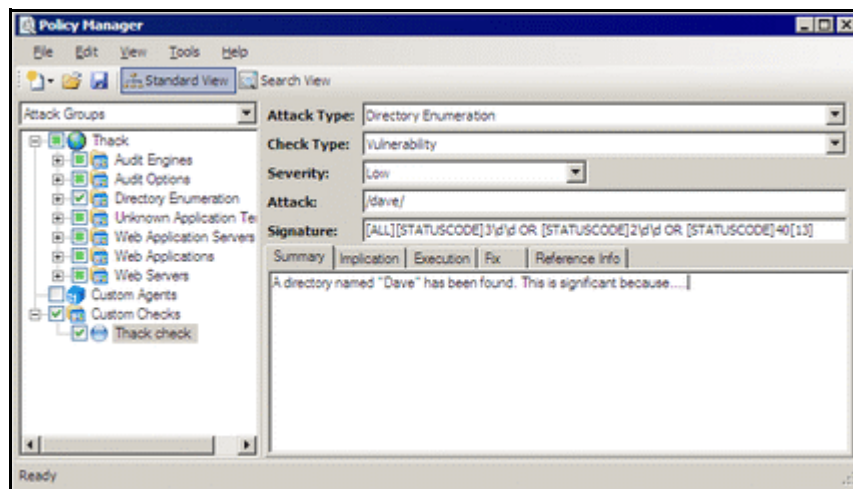 Policy Manager
File Edit View Tools Help
Standard View Search View
Attack Groups
Thack
Audit Engines
Audit Options
Directory Enumeration
Unknown Application Te
Web Application Servers
Web Applications
Web Servers
Custom Agents
Custom Checks
Thack check
Attack Type: Directory Enumeration
Check Type: Vulnerability
Severity: Low
Attack: /dave/
Signature: [ALL][STATUSCODE]3\d\d OR [STATUSCODE]2\d\d OR [STATUSCODE]40[13]
Summary Implication Execution Fix Reference Info
A directory named "Dave" has been found. This is significant because....
Ready